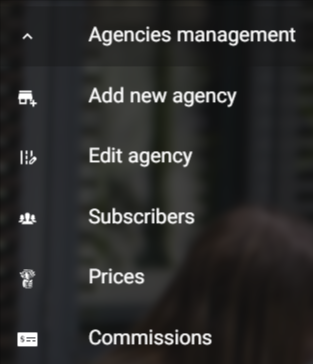 Agencies management
Add new agency
Edit agency
Subscribers
Prices
Commissions